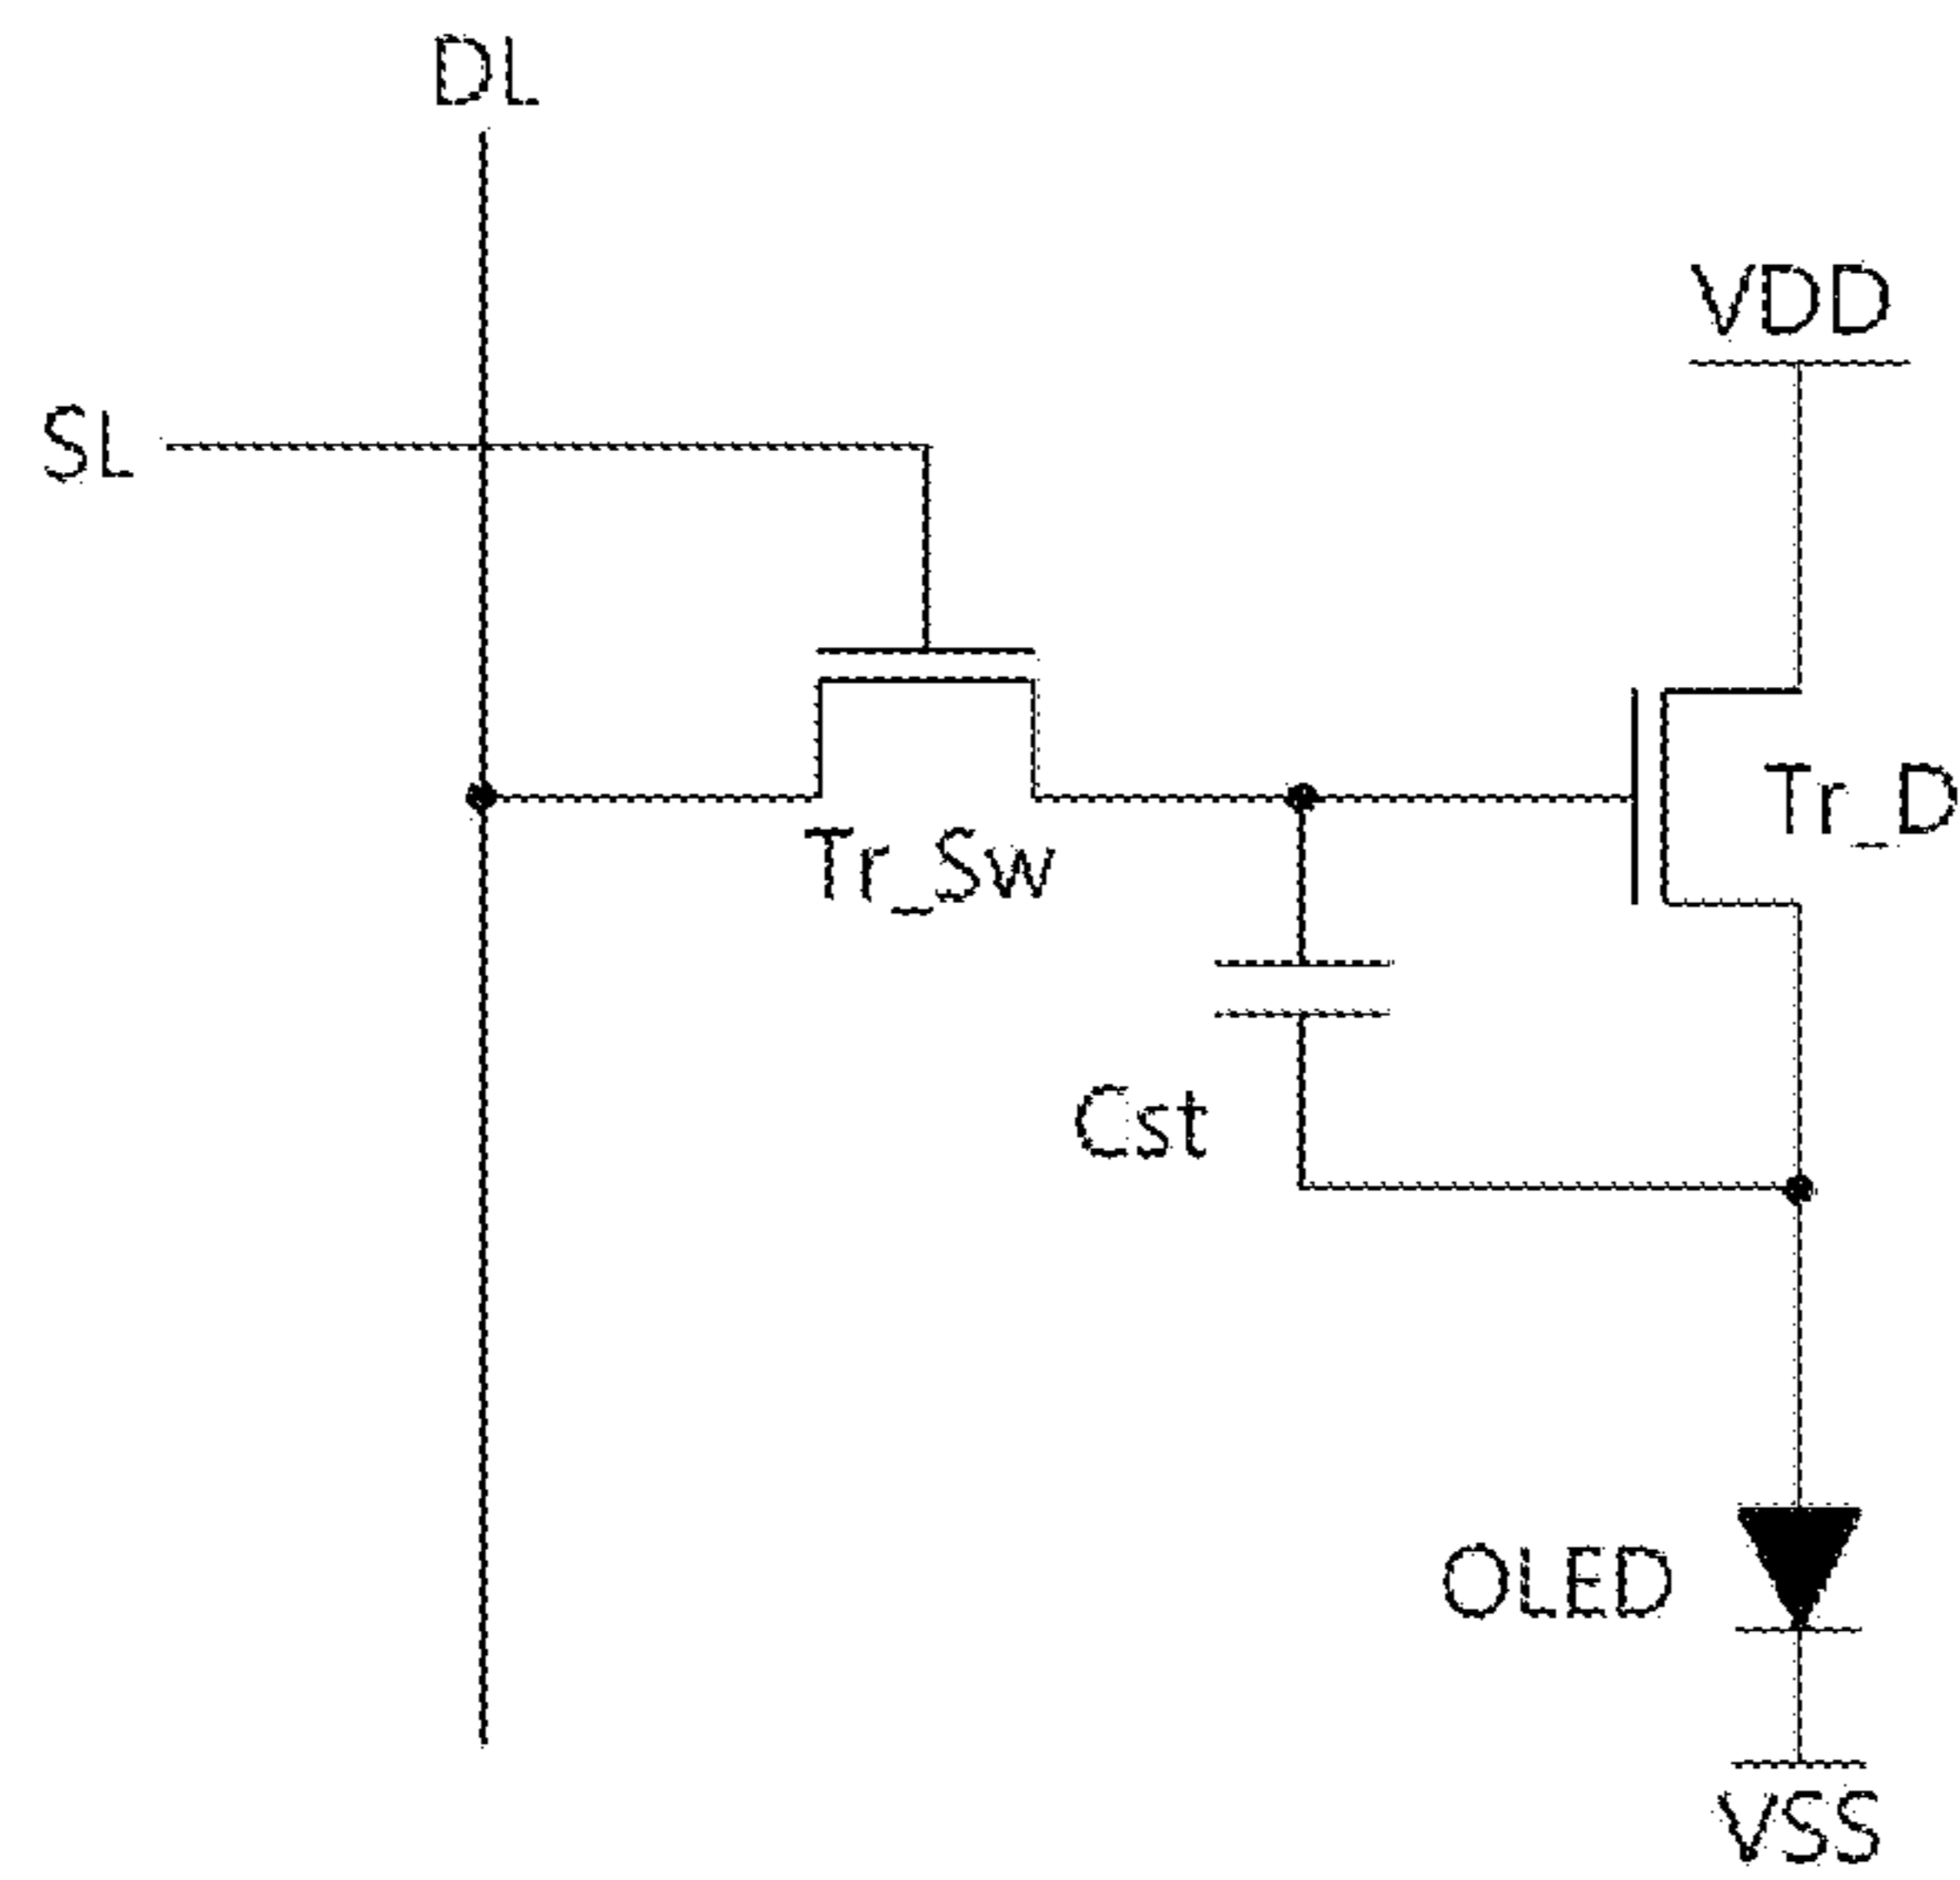 DL
VDD
SL
Tr_D
Tr_Sw
Cst
OLED
VSS